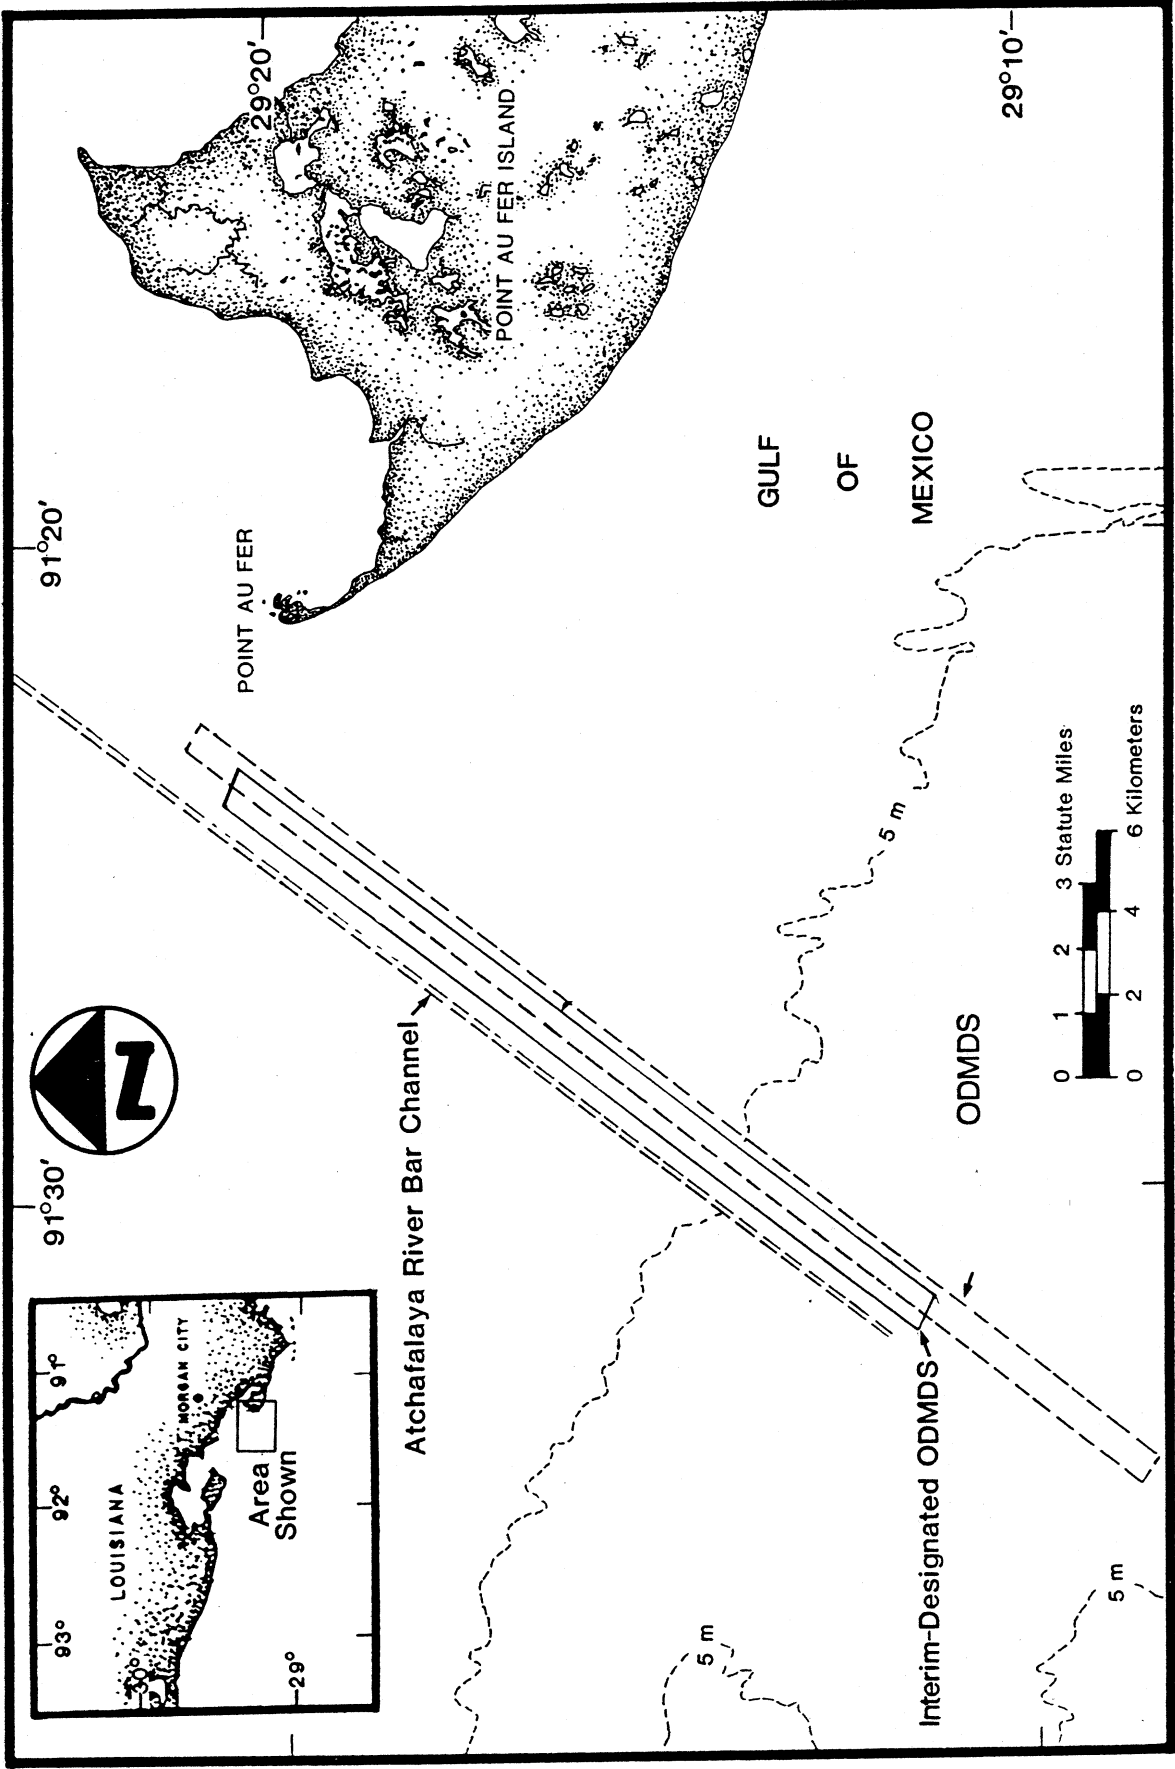 91°30′
91°20′
29°20′
29°10′
N
POINT AU FER
POINT AU FER ISLAND
GULF
OF
MEXICO
Atchafalaya River Bar Channel
5 m
5 m
5 m
Interim-Designated ODMDS
ODMDS
0 1 2 3 Statute Miles
0 2 4 6 Kilometers
93° 92° 91°
30°
29°
LOUISIANA
MORGAN CITY
Area
Shown